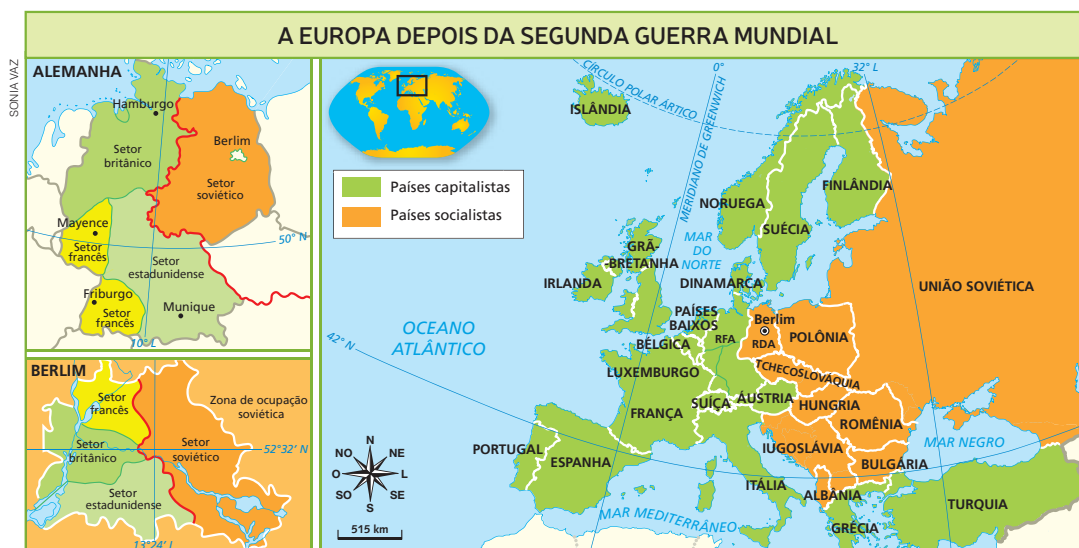 A EUROPA DEPOIS DA SEGUNDA GUERRA MUNDIAL
SONIA VAZ
ALEMANHA
Hamburgo
Setor
britânico
Berlim
Setor
soviético
Mayence
Setor
francês
50° N
Setor
estadunidense
Friburgo
Setor
francês
Munique
10° L
BERLIM
Setor
francês
Zona de ocupação
soviética
Setor
britânico
Setor
soviético
52°32’ N
Setor
estadunidense
13°24’ L
Países capitalistas
Países socialistas
CÍRCULO POLAR ÁRTICO
0°
MERIDIANO DE GREENWICH
32° L
ISLÂNDIA
NORUEGA
SUÉCIA
FINLÂNDIA
MAR
DO
NORTE
GRÃ-
-BRETANHA
IRLANDA
DINAMARCA
UNIÃO SOVIÉTICA
PAÍSES
BAIXOS
Berlim
RFA
RDA
POLÔNIA
OCEANO
ATLÂNTICO
42° N
BÉLGICA
LUXEMBURGO
TCHECOSLOVÁQUIA
FRANÇA
SUÍÇA
ÁUSTRIA
HUNGRIA
ROMÊNIA
IUGOSLÁVIA
MAR NEGRO
PORTUGAL
ESPANHA
BULGÁRIA
ITÁLIA
ALBÂNIA
TURQUIA
GRÉCIA
MAR MEDITERRÂNEO
N
NO
NE
O
L
SO
SE
S
515 km